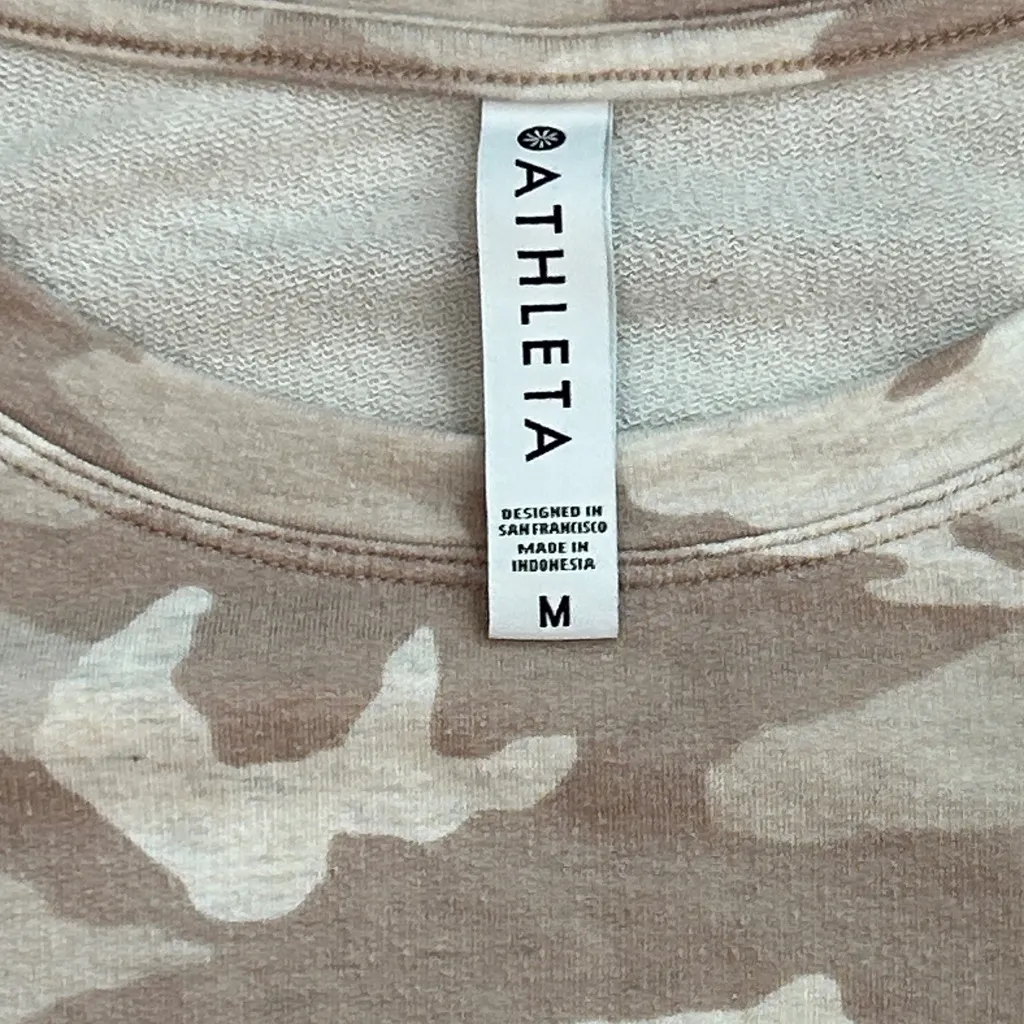 ATHLETA
DESIGNED IN
SAN FRANCISCO
MADE IN
INDONESIA
M